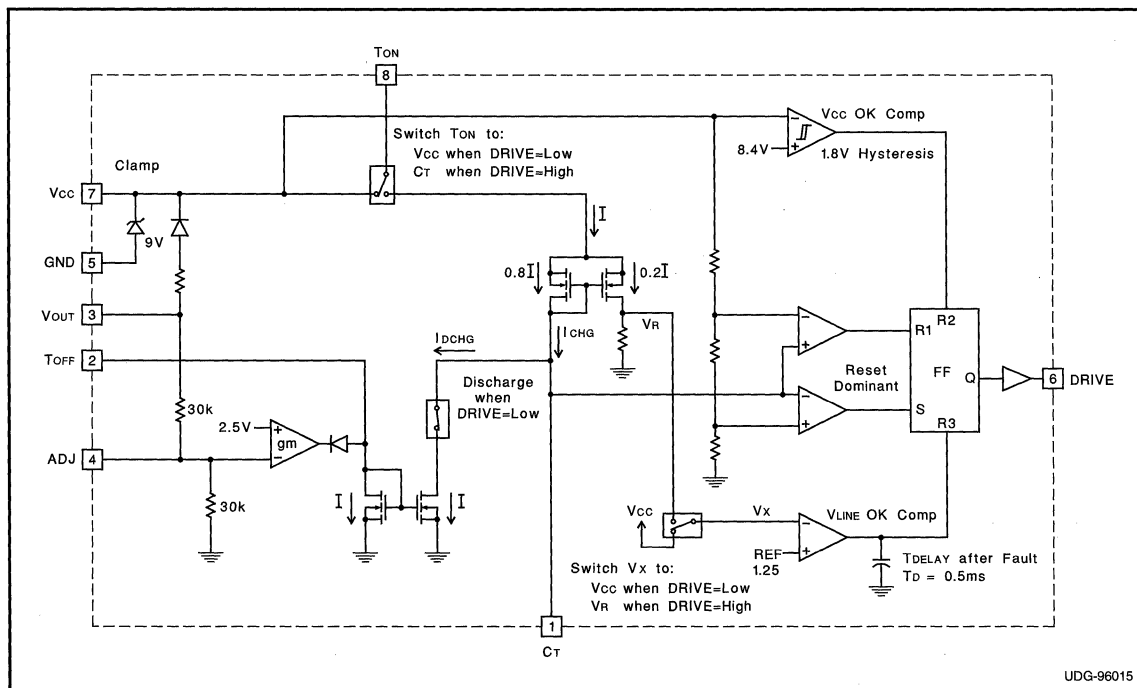 TON
8
Switch TON to:
VCC when DRIVE=Low
CT when DRIVE=High
VCC OK Comp
8.4V
1.8V Hysteresis
Clamp
VCC 7
9V
GND 5
VOUT 3
TOFF 2
30k
ADJ 4
2.5V
gm
30k
I
I
I
0.8I
0.2I
VR
ICHG
IDCHG
Discharge
when
DRIVE=Low
R1
R2
Reset
Dominant
FF
Q
6 DRIVE
S
R3
VCC
VX
VLINE OK Comp
REF
1.25
TDELAY after Fault
TD = 0.5ms
Switch VX to:
VCC when DRIVE=Low
VR when DRIVE=High
1
CT
UDG-96015